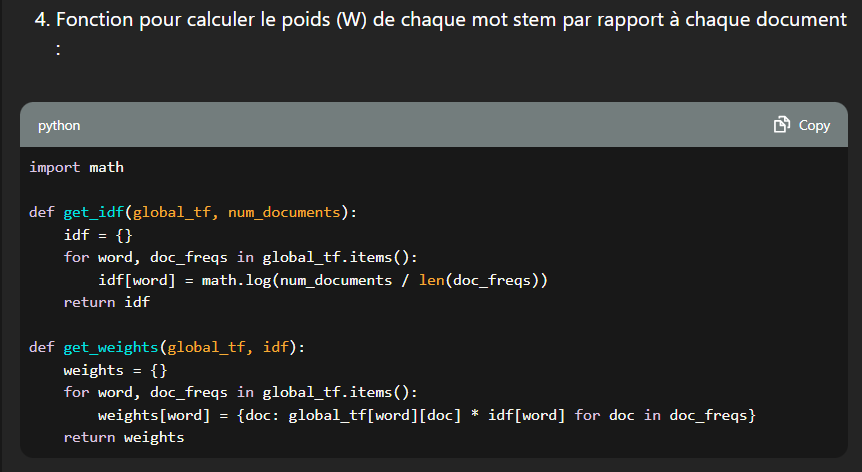 4. Fonction pour calculer le poids (W) de chaque mot stem par rapport à chaque document
:
python
Copy
import math
def get_idf(global_tf, num_documents):
    idf = {}
    for word, doc_freqs in global_tf.items():
        idf[word] = math.log(num_documents / len(doc_freqs))
    return idf
def get_weights(global_tf, idf):
    weights = {}
    for word, doc_freqs in global_tf.items():
        weights[word] = {doc: global_tf[word][doc] * idf[word] for doc in doc_freqs}
    return weights